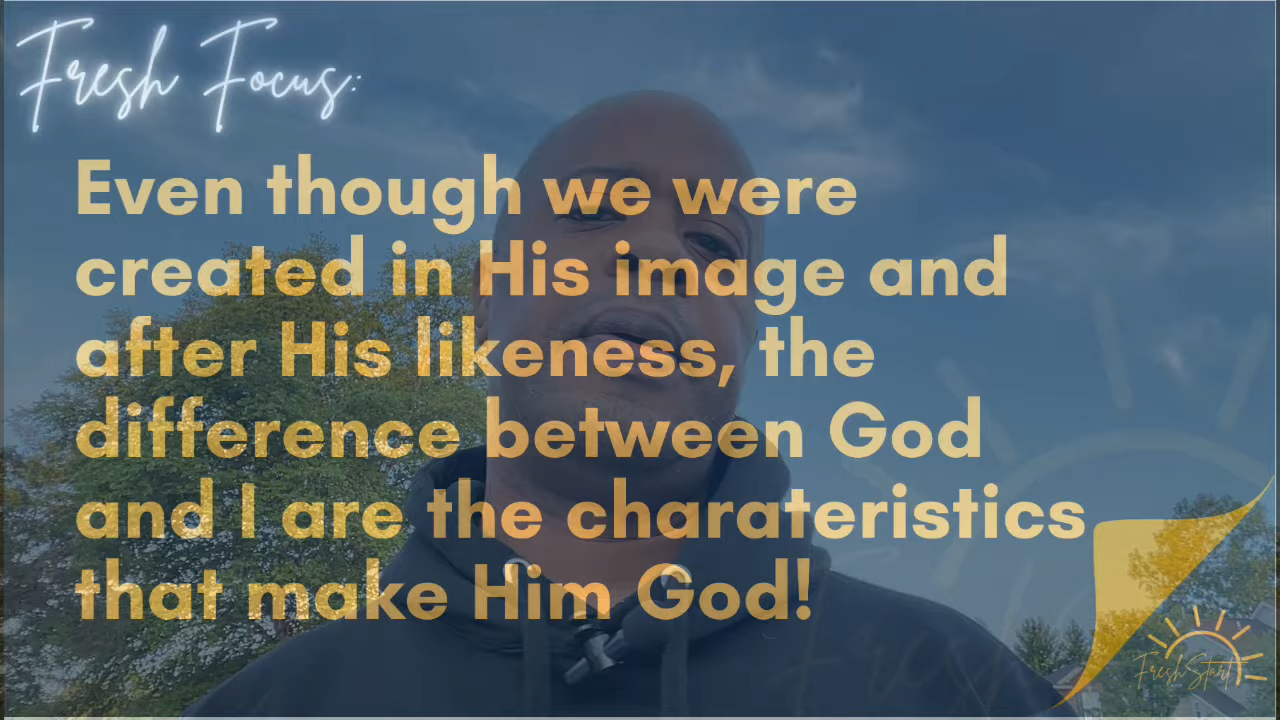 Fresh Focus:
Even though we were
created in His image and
after His likeness, the
difference between God
and I are the charateristics
that make Him God!
Fresh Start